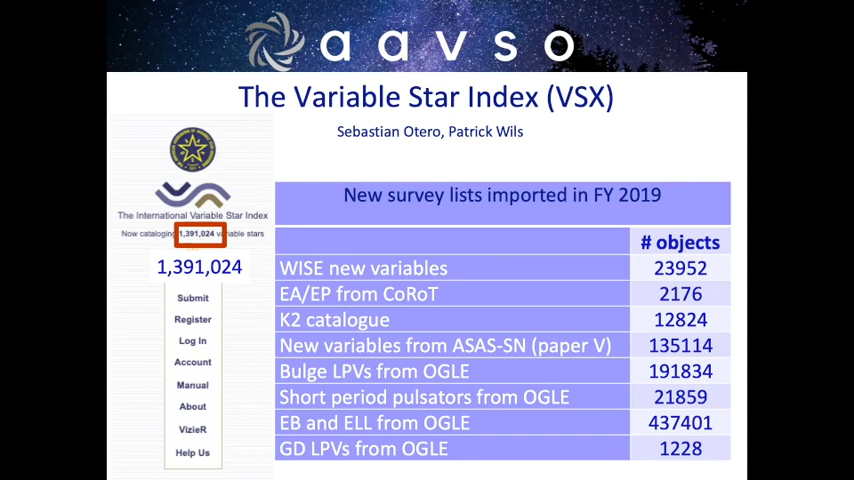 aavso
The Variable Star Index (VSX)
Sebastian Otero, Patrick Wils
The International Variable Star Index
Now cataloging 1,391,024 variable stars
1,391,024
Submit
Register
Log In
Account
Manual
About
VizieR
Help Us
New survey lists imported in FY 2019
# objects
WISE new variables 23952
EA/EP from CoRoT 2176
K2 catalogue 12824
New variables from ASAS-SN (paper V) 135114
Bulge LPVs from OGLE 191834
Short period pulsators from OGLE 21859
EB and ELL from OGLE 437401
GD LPVs from OGLE 1228